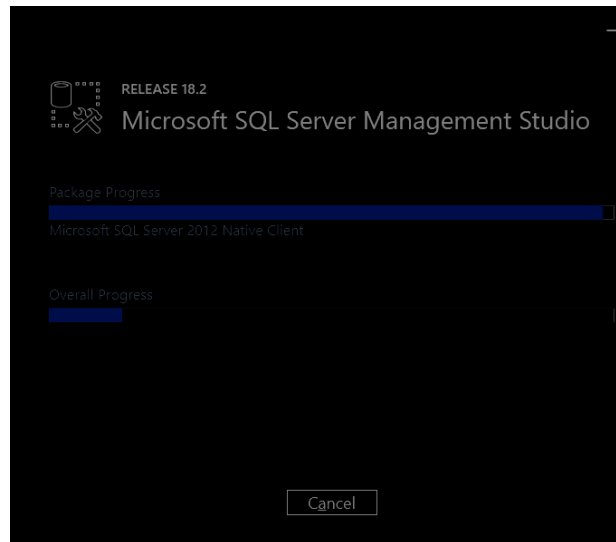 RELEASE 18.2
Microsoft SQL Server Management Studio
Package Progress
Microsoft SQL Server 2012 Native Client
Overall Progress
Cancel